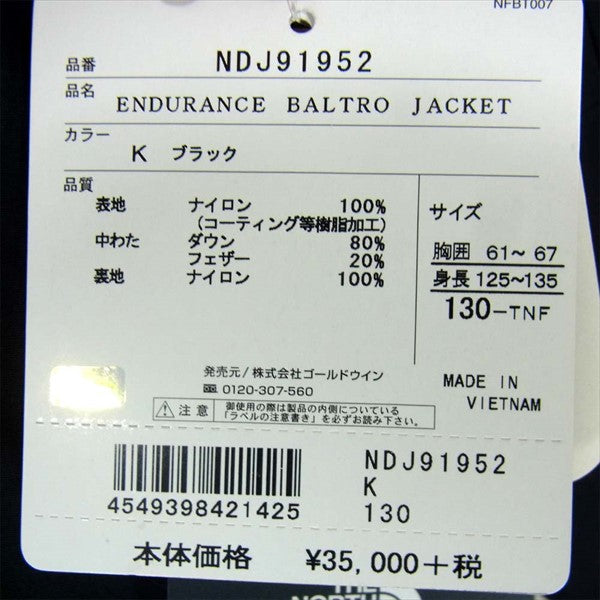 NFBT007
品番 NDJ91952
品名 ENDURANCE BALTRO JACKET
カラー K ブラック
品質
表地 ナイロン 100%
(コーティング等樹脂加工)
中わた ダウン 80%
フェザー 20%
裏地 ナイロン 100%
サイズ
胸囲 61~ 67
身長 125~135
130-TNF
発売元/株式会社ゴールドウイン
0120-307-560
注意 御使用の際は製品の内側についている
「ラベルの注意書き」を必ずお読み下さい。
MADE IN
VIETNAM
4549398421425
NDJ91952
K
130
本体価格 ¥35,000+税
THE
NORTH